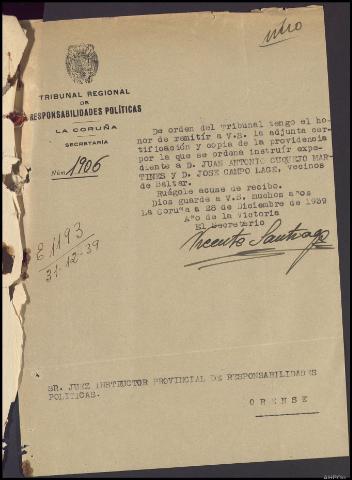 TRIBUNAL REGIONAL
DE
RESPONSABILIDADES POLÍTICAS
LA CORUÑA
SECRETARÍA
Núm. 1906
E 1193
31-12-39
De orden del Tribunal tengo el ho-
nor de remitir a V.S. la adjunta cer-
tificación y copia de la providencia
por la que se ordena instruir expe-
diente a D. JUAN ANTONIO CUQUEJO MAR-
TINES y D. JOSE CAMPO LAGE, vecinos
de Baltar.
Ruégole acuse de recibo.
Dios guarde a V.S. muchos años
La Coruña a 28 de Diciembre de 1939
Año de la Victoria
El Secretario
Vicente Santiago
SR. JUEZ INSTRUCTOR PROVINCIAL DE RESPONSABILIDADES
POLITICAS.
ORENSE